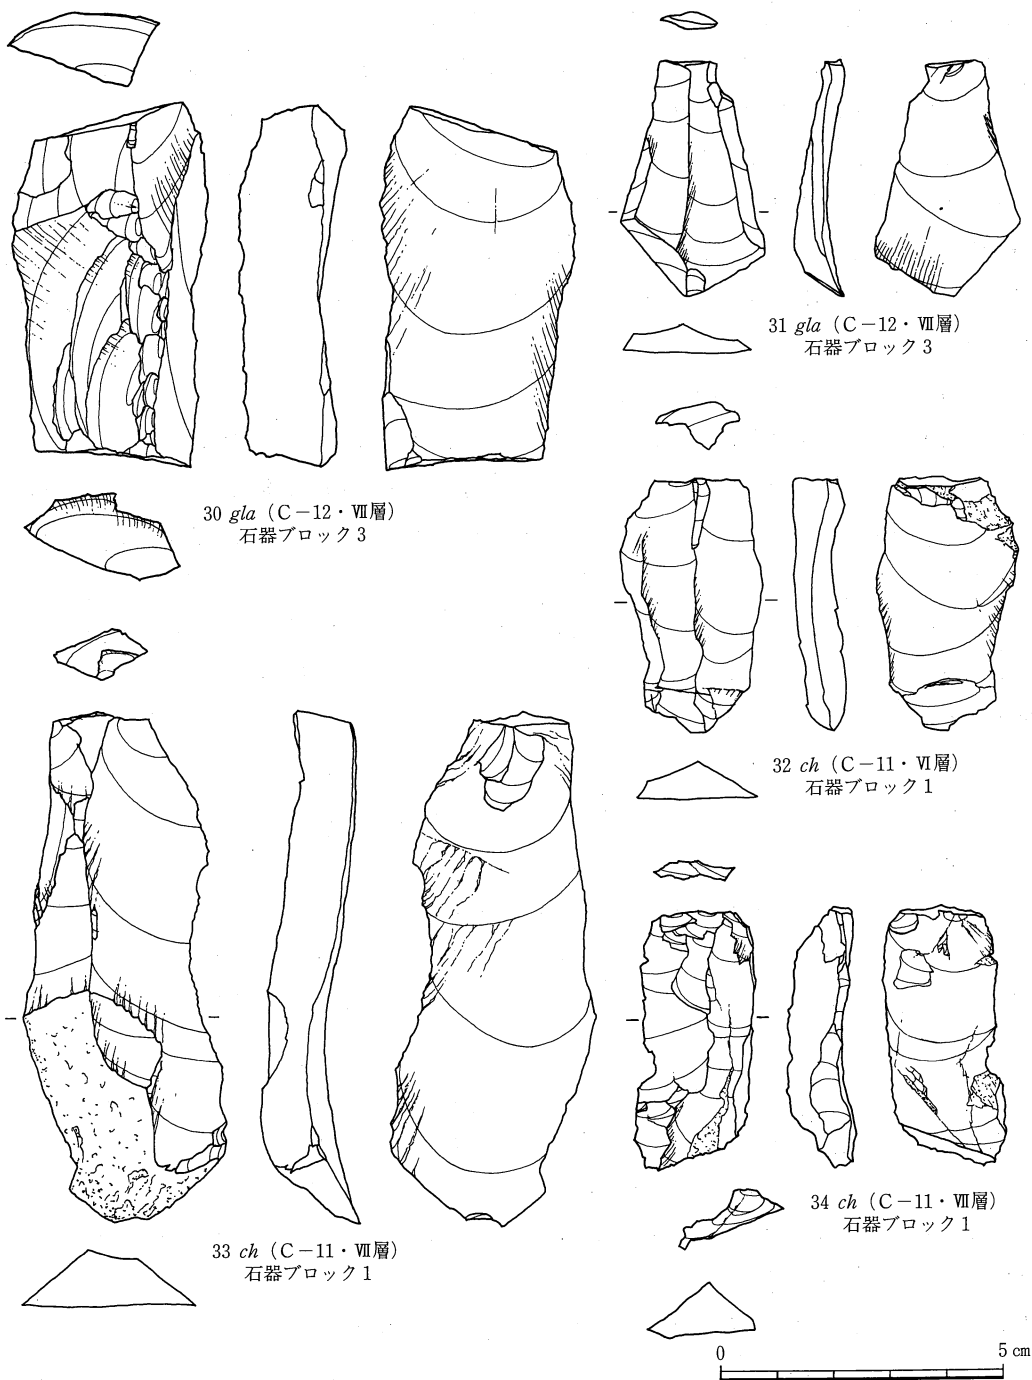 30 gla (C－12・Ⅶ層)
石器ブロック3
31 gla (C－12・Ⅶ層)
石器ブロック3
32 ch (C－11・Ⅵ層)
石器ブロック1
33 ch (C－11・Ⅶ層)
石器ブロック1
34 ch (C－11・Ⅶ層)
石器ブロック1
0 5 cm